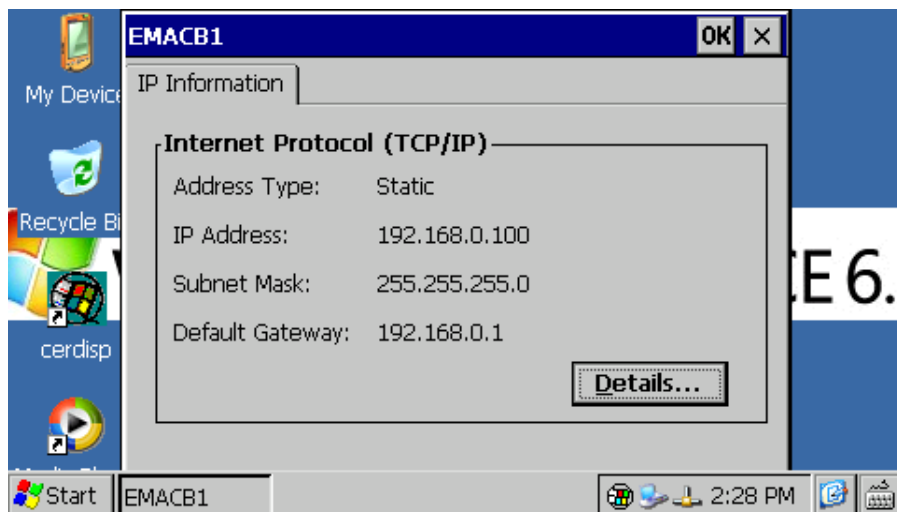 EMACB1
OK
IP Information
Internet Protocol (TCP/IP)
Address Type: Static
IP Address: 192.168.0.100
Subnet Mask: 255.255.255.0
Default Gateway: 192.168.0.1
Details...
My Device
Recycle Bi
CE 6.
cerdisp
Start
EMACB1
2:28 PM